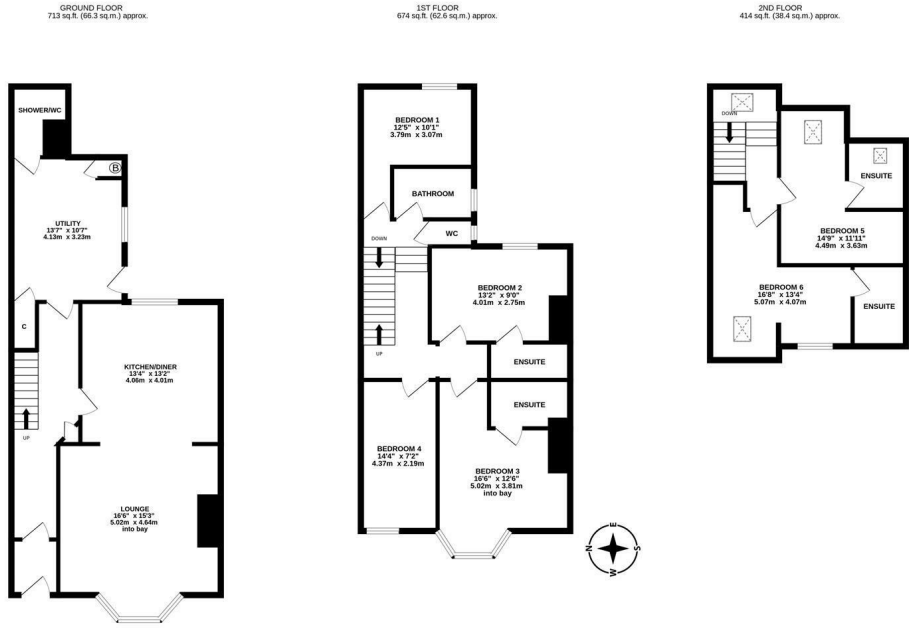 GROUND FLOOR
713 sq.ft. (66.3 sq.m.) approx.
SHOWER/WC
B
UTILITY
13'7" x 10'7"
4.13m x 3.23m
C
KITCHEN/DINER
13'4" x 13'2"
4.06m x 4.01m
UP
LOUNGE
16'6" x 15'3"
5.02m x 4.64m
into bay
1ST FLOOR
674 sq.ft. (62.6 sq.m.) approx.
BEDROOM 1
12'5" x 10'1"
3.79m x 3.07m
BATHROOM
WC
DOWN
BEDROOM 2
13'2" x 9'0"
4.01m x 2.75m
UP
ENSUITE
ENSUITE
BEDROOM 4
14'4" x 7'2"
4.37m x 2.19m
BEDROOM 3
16'6" x 12'6"
5.02m x 3.81m
into bay
2ND FLOOR
414 sq.ft. (38.4 sq.m.) approx.
DOWN
ENSUITE
BEDROOM 5
14'9" x 11'11"
4.49m x 3.63m
BEDROOM 6
16'8" x 13'4"
5.07m x 4.07m
ENSUITE
E
N
S
W